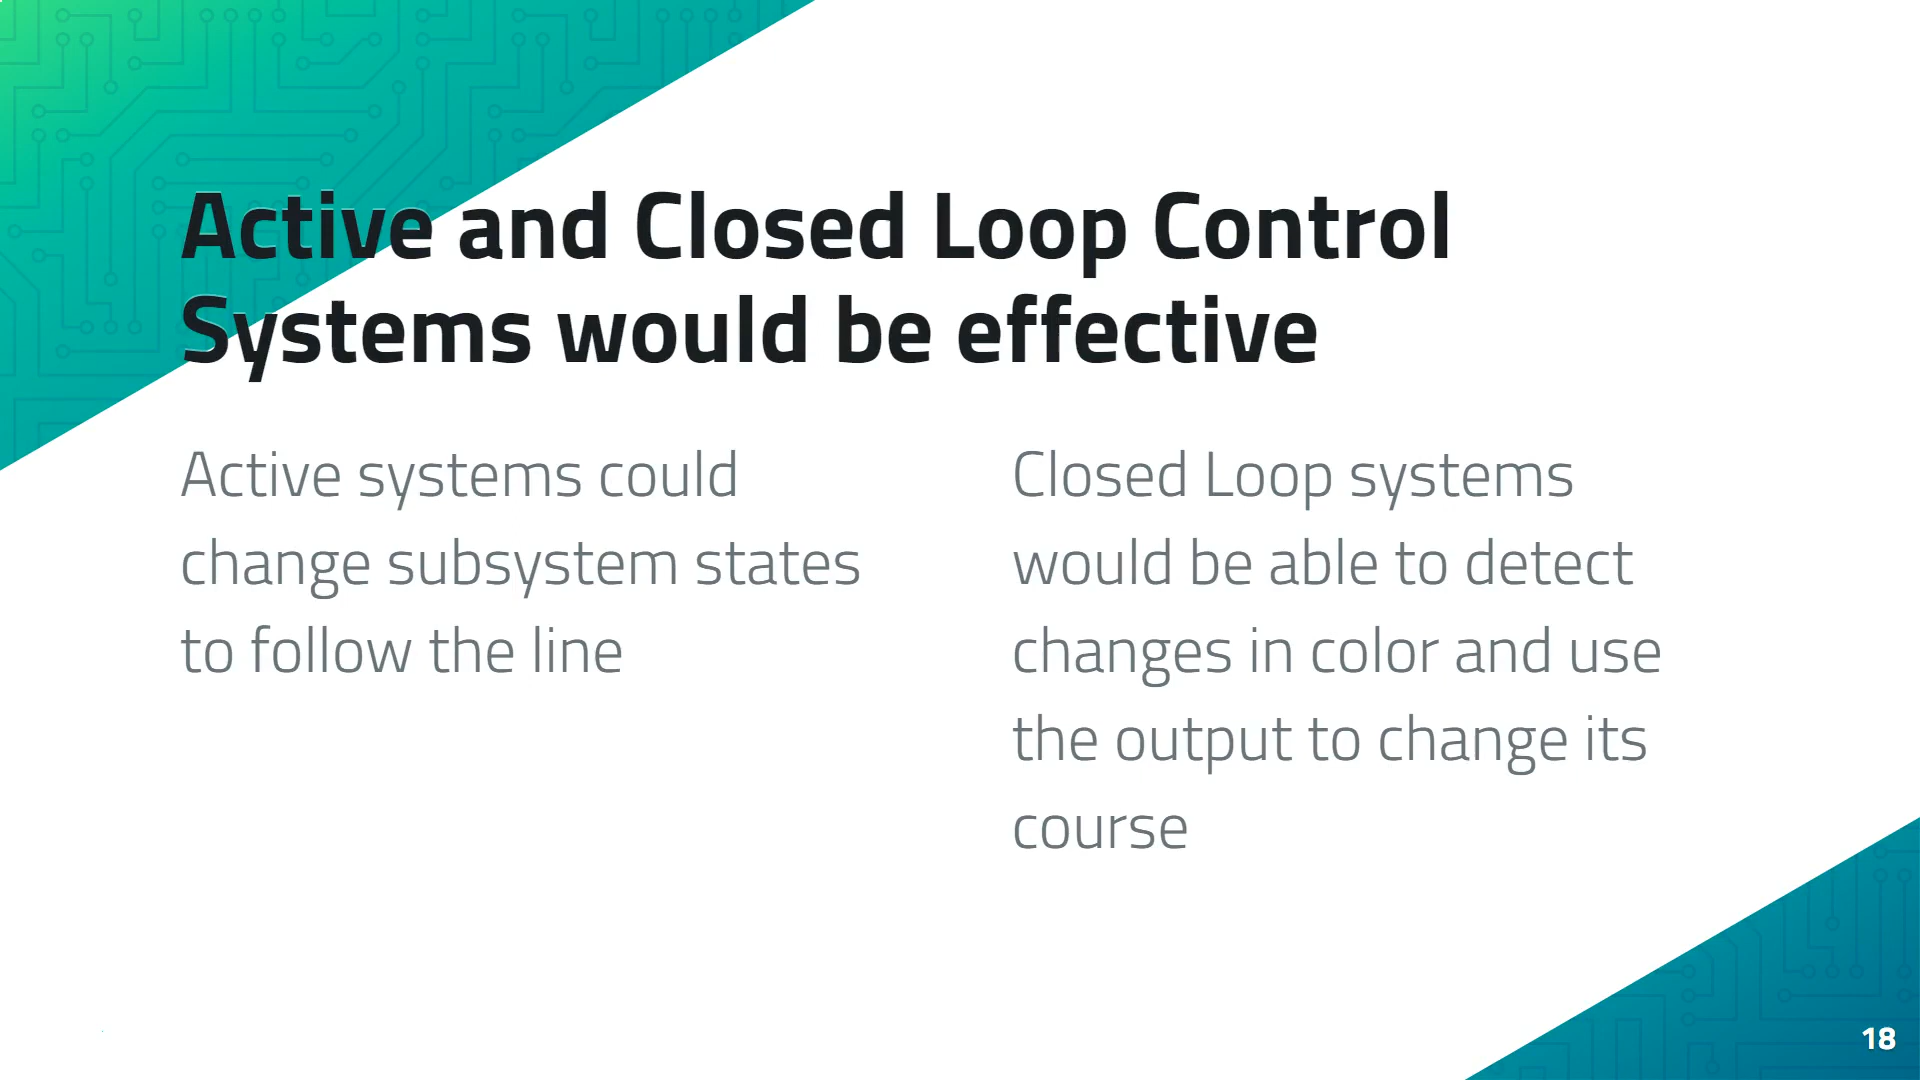 Active and Closed Loop Control
Systems would be effective
Active systems could
change subsystem states
to follow the line
Closed Loop systems
would be able to detect
changes in color and use
the output to change its
course
18